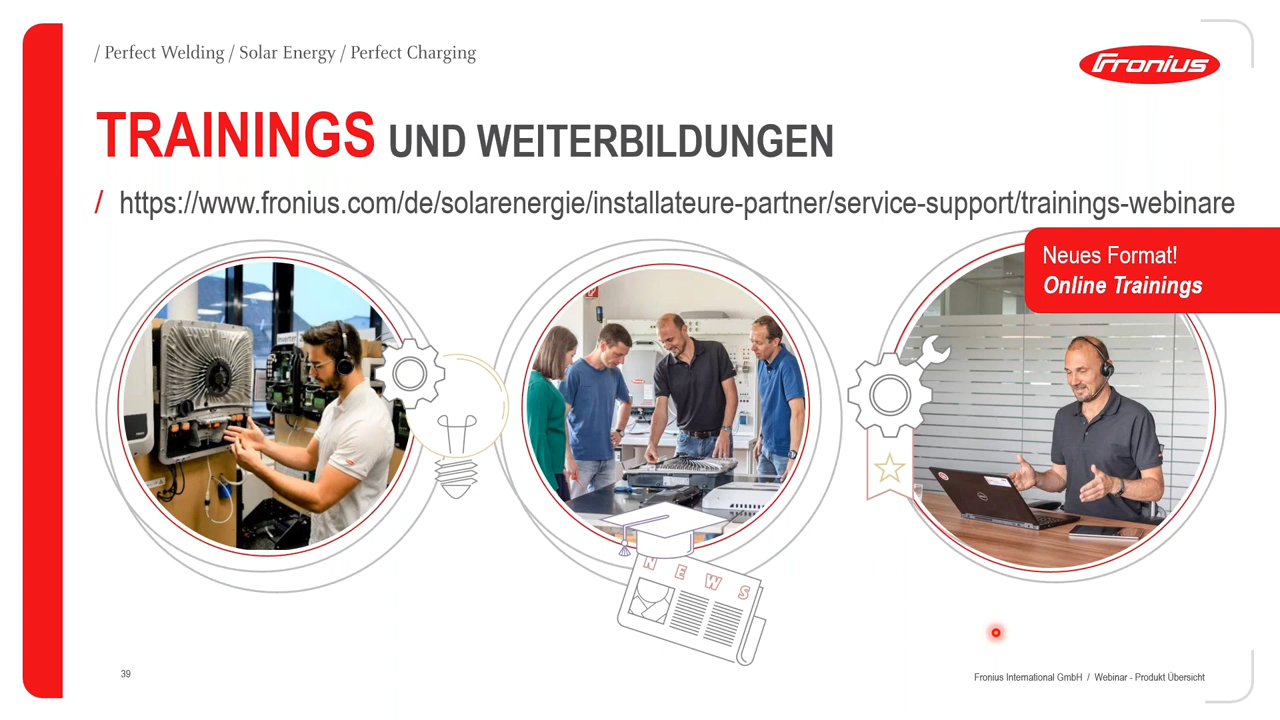 / Perfect Welding / Solar Energy / Perfect Charging
Fronius
TRAININGS UND WEITERBILDUNGEN
/ https://www.fronius.com/de/solarenergie/installateure-partner/service-support/trainings-webinare
Neues Format!
Online Trainings
NEWS
39
Fronius International GmbH / Webinar - Produkt Übersicht